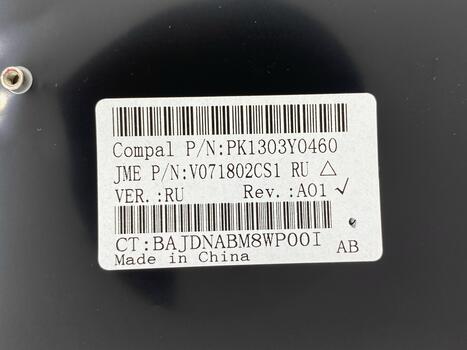 Compal P/N:PK1303Y0460
JME P/N:V071802CS1 RU △
VER.:RU Rev.:A01 ✓
CT:BAJDNABM8WP00I AB
Made in China